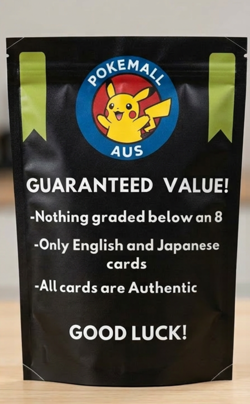 POKEMALL
AUS
GUARANTEED VALUE!
-Nothing graded below an 8
-Only English and Japanese
cards
-All cards are Authentic
GOOD LUCK!